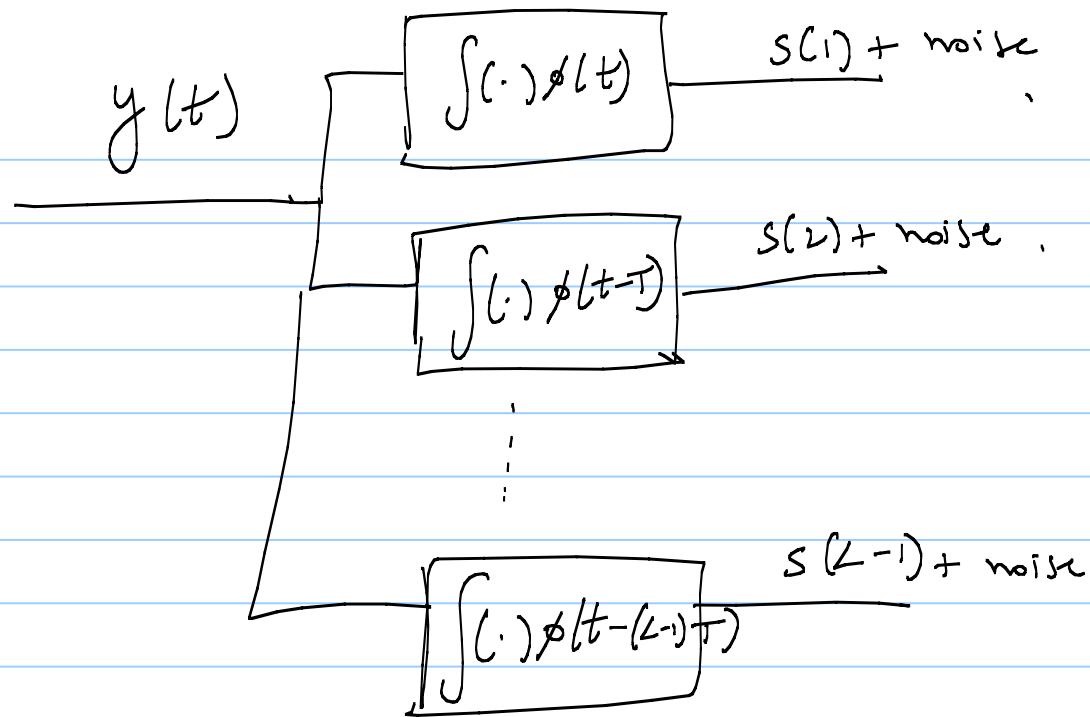 y(t)
∫(·) φ(t)
s(1) + noise
∫(·) φ(t-T)
s(2) + noise .
∫(·) φ(t-(L-1)T)
s(L-1) + noise